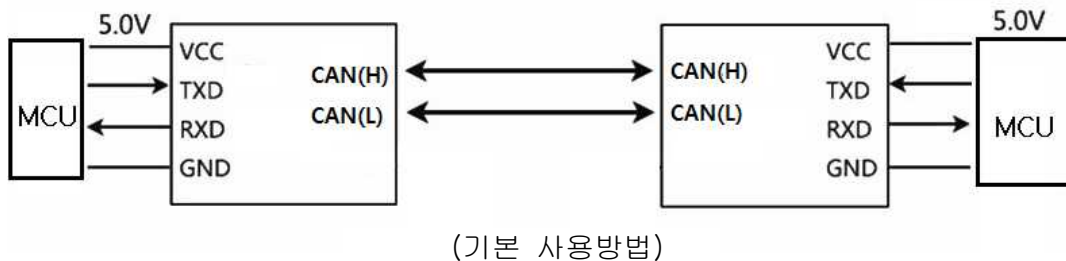 5.0V
5.0V
MCU
VCC
TXD
RXD
GND
CAN(H)
CAN(L)
CAN(H)
CAN(L)
VCC
TXD
RXD
GND
MCU
(기본 사용방법)